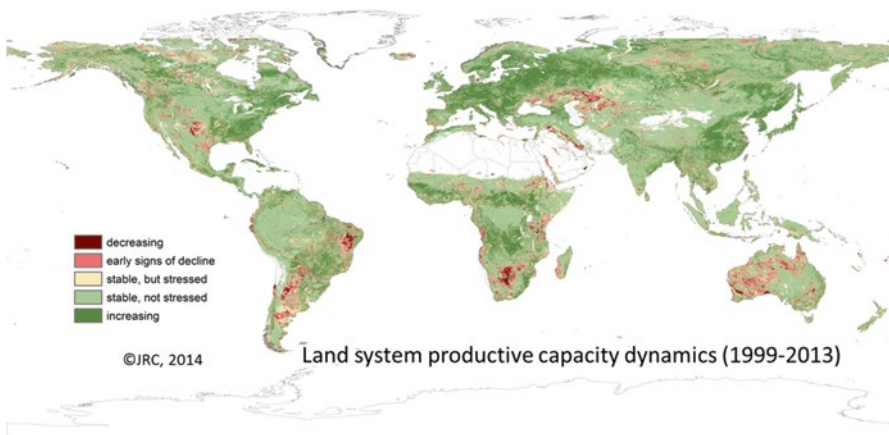 decreasing
early signs of decline
stable, but stressed
stable, not stressed
increasing
©JRC, 2014
Land system productive capacity dynamics (1999-2013)